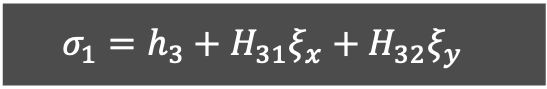 σ₁ = h₃ + H₃₁ξₓ + H₃₂ξᵧ